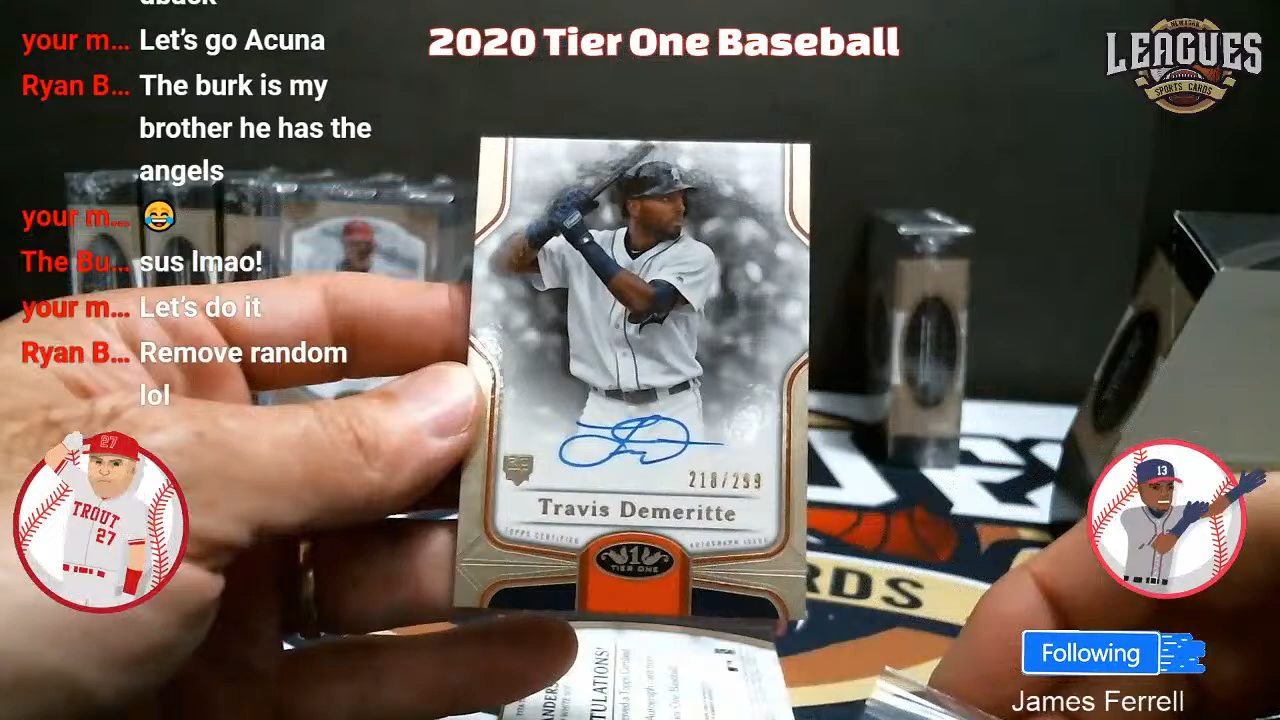 your m... Let's go Acuna
Ryan B... The burk is my
brother he has the
angels
your m... 😂
The Bu... sus lmao!
your m... Let's do it
Ryan B... Remove random
lol
2020 Tier One Baseball
LEAGUES
SPORTS CARDS
218/299
Travis Demeritte
TOPPS CERTIFIED AUTOGRAPH ISSUE
1
TIER ONE
27
TROUT
27
13
RDS
TULATIONS!
Following
James Ferrell